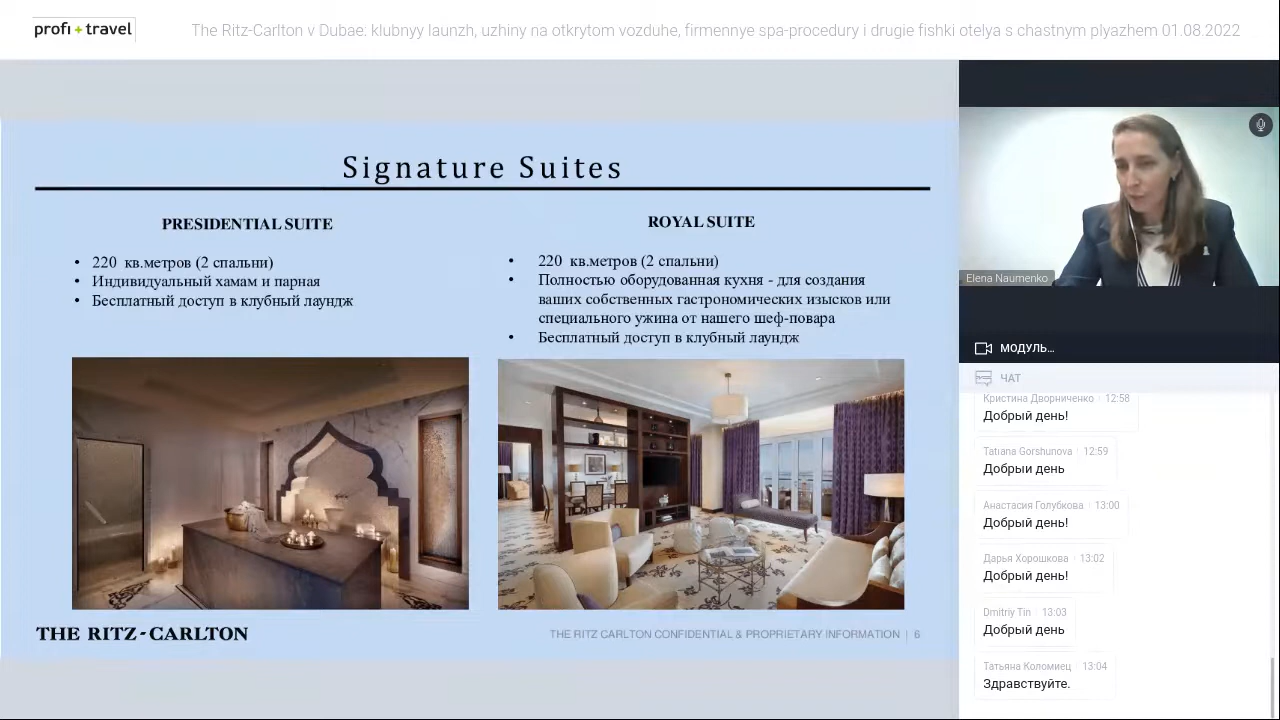 profi+travel
The Ritz-Carlton v Dubae: klubnyy launzh, uzhiny na otkrytom vozduhe, firmennye spa-procedury i drugie fishki otelya s chastnym plyazhem 01.08.2022
Signature Suites
PRESIDENTIAL SUITE
• 220 кв.метров (2 спальни)
• Индивидуальный хамам и парная
• Бесплатный доступ в клубный лаундж
ROYAL SUITE
• 220 кв.метров (2 спальни)
• Полностью оборудованная кухня - для создания
ваших собственных гастрономических изысков или
специального ужина от нашего шеф-повара
• Бесплатный доступ в клубный лаундж
THE RITZ-CARLTON
THE RITZ CARLTON CONFIDENTIAL & PROPRIETARY INFORMATION | 6
Elena Naumenko
МОДУЛЬ...
ЧАТ
Кристина Дворниченко · 12:58
Добрый день!
Tatiana Gorshunova · 12:59
Добрый день
Анастасия Голубкова · 13:00
Добрый день!
Дарья Хорошкова · 13:02
Добрый день!
Dmitriy Tin · 13:03
Добрый день
Татьяна Коломиец · 13:04
Здравствуйте.